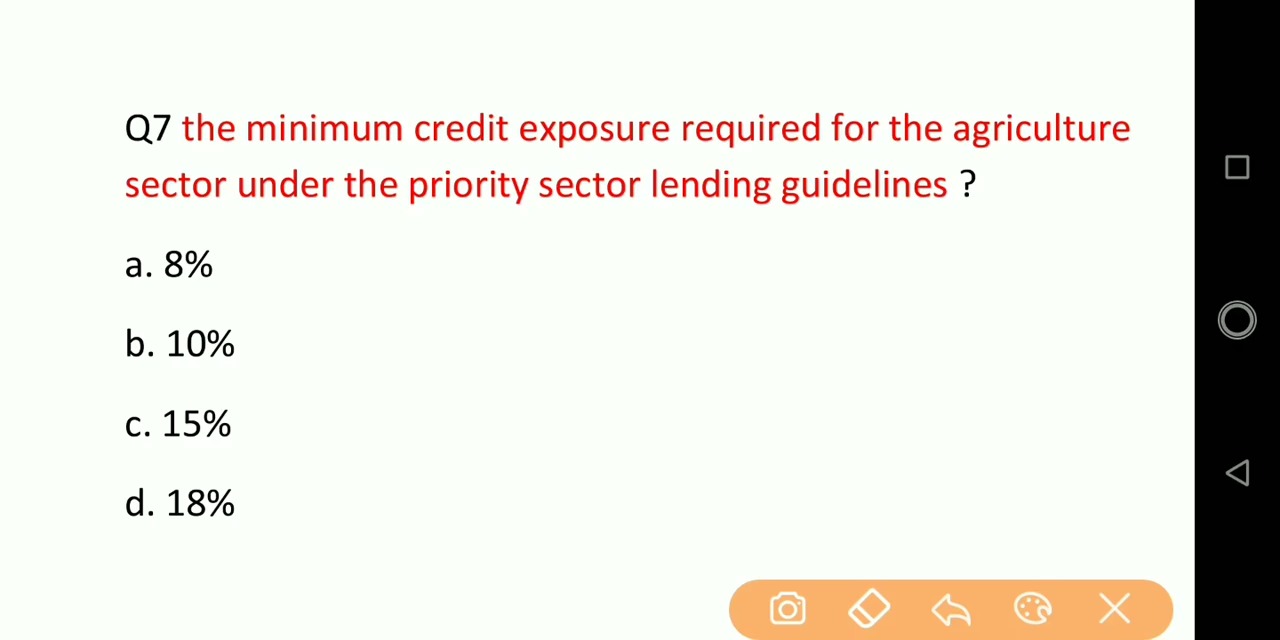 Q7 the minimum credit exposure required for the agriculture
sector under the priority sector lending guidelines ?
a. 8%
b. 10%
c. 15%
d. 18%